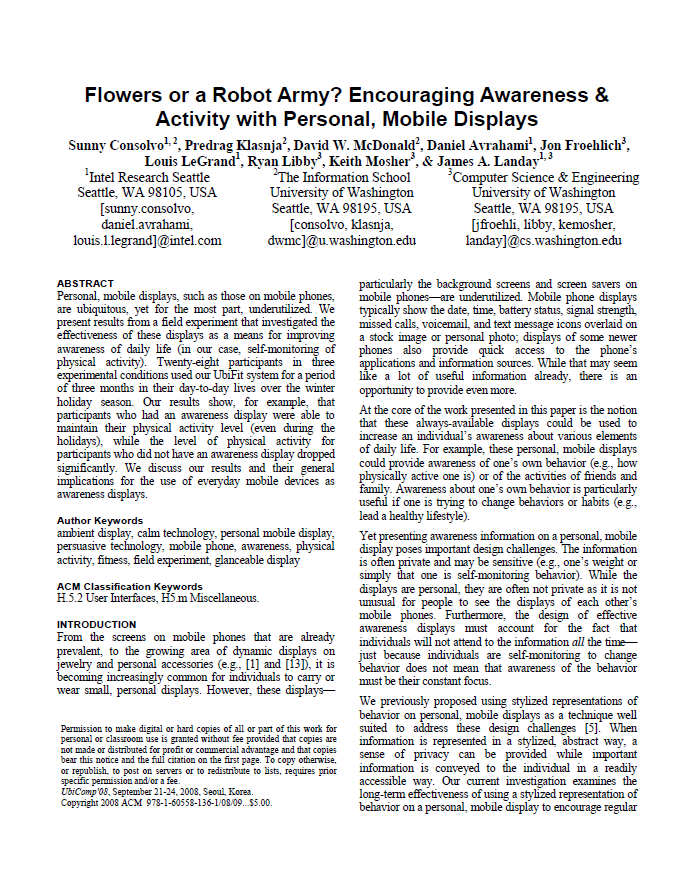 Flowers or a Robot Army? Encouraging Awareness &
Activity with Personal, Mobile Displays
Sunny Consolvo1, 2, Predrag Klasnja2, David W. McDonald2, Daniel Avrahami1, Jon Froehlich3,
Louis LeGrand1, Ryan Libby3, Keith Mosher3, & James A. Landay1, 3
1Intel Research Seattle
Seattle, WA 98105, USA
[sunny.consolvo,
daniel.avrahami,
louis.l.legrand]@intel.com
2The Information School
University of Washington
Seattle, WA 98195, USA
[consolvo, klasnja,
dwmc]@u.washington.edu
3Computer Science & Engineering
University of Washington
Seattle, WA 98195, USA
[jfroehli, libby, kemosher,
landay]@cs.washington.edu
ABSTRACT
Personal, mobile displays, such as those on mobile phones,
are ubiquitous, yet for the most part, underutilized. We
present results from a field experiment that investigated the
effectiveness of these displays as a means for improving
awareness of daily life (in our case, self-monitoring of
physical activity). Twenty-eight participants in three
experimental conditions used our UbiFit system for a period
of three months in their day-to-day lives over the winter
holiday season. Our results show, for example, that
participants who had an awareness display were able to
maintain their physical activity level (even during the
holidays), while the level of physical activity for
participants who did not have an awareness display dropped
significantly. We discuss our results and their general
implications for the use of everyday mobile devices as
awareness displays.
Author Keywords
ambient display, calm technology, personal mobile display,
persuasive technology, mobile phone, awareness, physical
activity, fitness, field experiment, glanceable display
ACM Classification Keywords
H.5.2 User Interfaces, H5.m Miscellaneous.
INTRODUCTION
From the screens on mobile phones that are already
prevalent, to the growing area of dynamic displays on
jewelry and personal accessories (e.g., [1] and [13]), it is
becoming increasingly common for individuals to carry or
wear small, personal displays. However, these displays—
Permission to make digital or hard copies of all or part of this work for
personal or classroom use is granted without fee provided that copies are
not made or distributed for profit or commercial advantage and that copies
bear this notice and the full citation on the first page. To copy otherwise,
or republish, to post on servers or to redistribute to lists, requires prior
specific permission and/or a fee.
UbiComp'08, September 21-24, 2008, Seoul, Korea.
Copyright 2008 ACM 978-1-60558-136-1/08/09...$5.00.
particularly the background screens and screen savers on
mobile phones—are underutilized. Mobile phone displays
typically show the date, time, battery status, signal strength,
missed calls, voicemail, and text message icons overlaid on
a stock image or personal photo; displays of some newer
phones also provide quick access to the phone's
applications and information sources. While that may seem
like a lot of useful information already, there is an
opportunity to provide even more.
At the core of the work presented in this paper is the notion
that these always-available displays could be used to
increase an individual's awareness about various elements
of daily life. For example, these personal, mobile displays
could provide awareness of one's own behavior (e.g., how
physically active one is) or of the activities of friends and
family. Awareness about one's own behavior is particularly
useful if one is trying to change behaviors or habits (e.g.,
lead a healthy lifestyle).
Yet presenting awareness information on a personal, mobile
display poses important design challenges. The information
is often private and may be sensitive (e.g., one's weight or
simply that one is self-monitoring behavior). While the
displays are personal, they are often not private as it is not
unusual for people to see the displays of each other's
mobile phones. Furthermore, the design of effective
awareness displays must account for the fact that
individuals will not attend to the information all the time—
just because individuals are self-monitoring to change
behavior does not mean that awareness of the behavior
must be their constant focus.
We previously proposed using stylized representations of
behavior on personal, mobile displays as a technique well
suited to address these design challenges [5]. When
information is represented in a stylized, abstract way, a
sense of privacy can be provided while important
information is conveyed to the individual in a readily
accessible way. Our current investigation examines the
long-term effectiveness of using a stylized representation of
behavior on a personal, mobile display to encourage regular